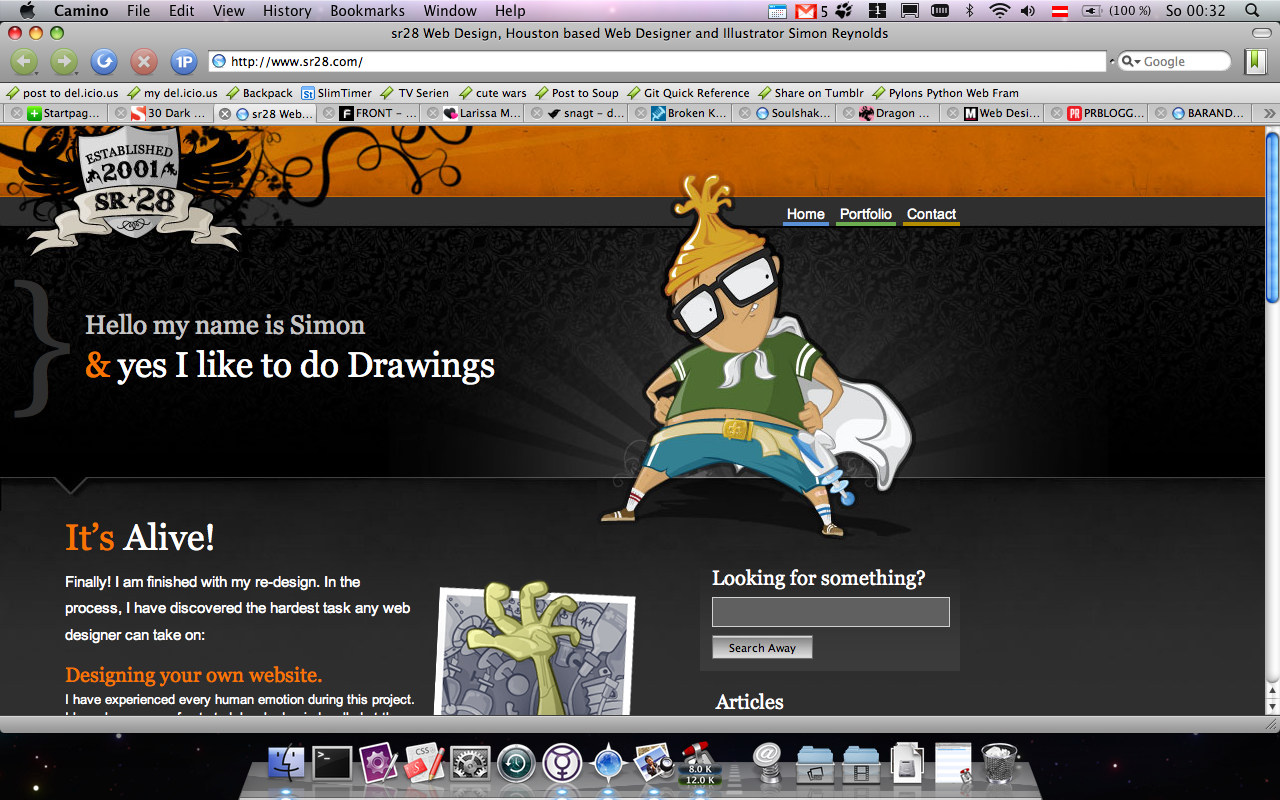 Camino File Edit View History Bookmarks Window Help 5 1 (100 %) So 00:32
sr28 Web Design, Houston based Web Designer and Illustrator Simon Reynolds
1P http://www.sr28.com/ Google
post to del.icio.us my del.icio.us Backpack St SlimTimer TV Serien cute wars Post to Soup Git Quick Reference Share on Tumblr Pylons Python Web Fram
Startpag... 30 Dark ... sr28 Web... FRONT – ... Larissa M... snagt – d... Broken K... Soulshak... Dragon ... Web Desi... PRBLOGG... BARAND...
ESTABLISHED
2001
SR★28
Home Portfolio Contact
} Hello my name is Simon
& yes I like to do Drawings
It's Alive!
Finally! I am finished with my re-design. In the
process, I have discovered the hardest task any web
designer can take on:
Designing your own website.
I have experienced every human emotion during this project.
Looking for something?
Search Away
Articles
CSS
8.0 K
12.0 K